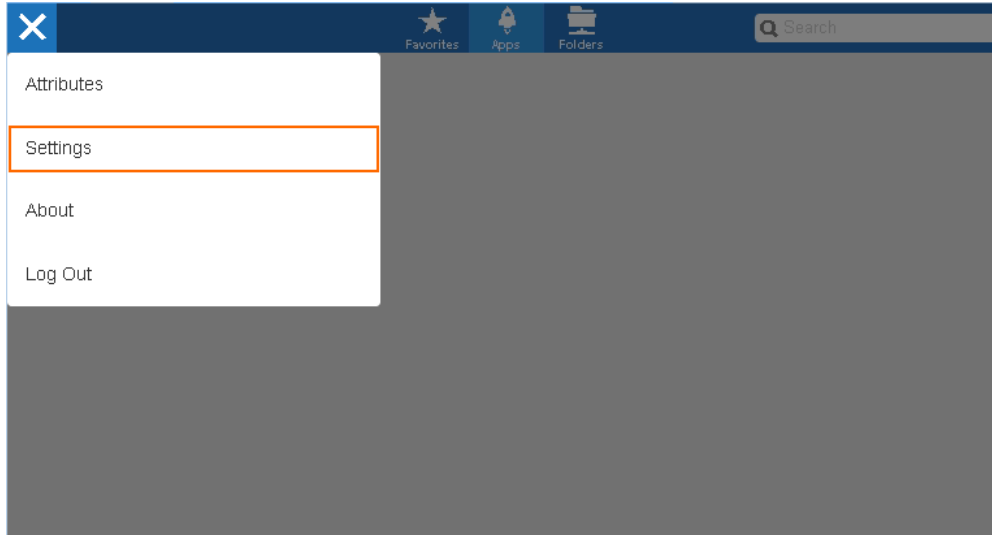 Favorites
Apps
Folders
Search
Attributes
Settings
About
Log Out